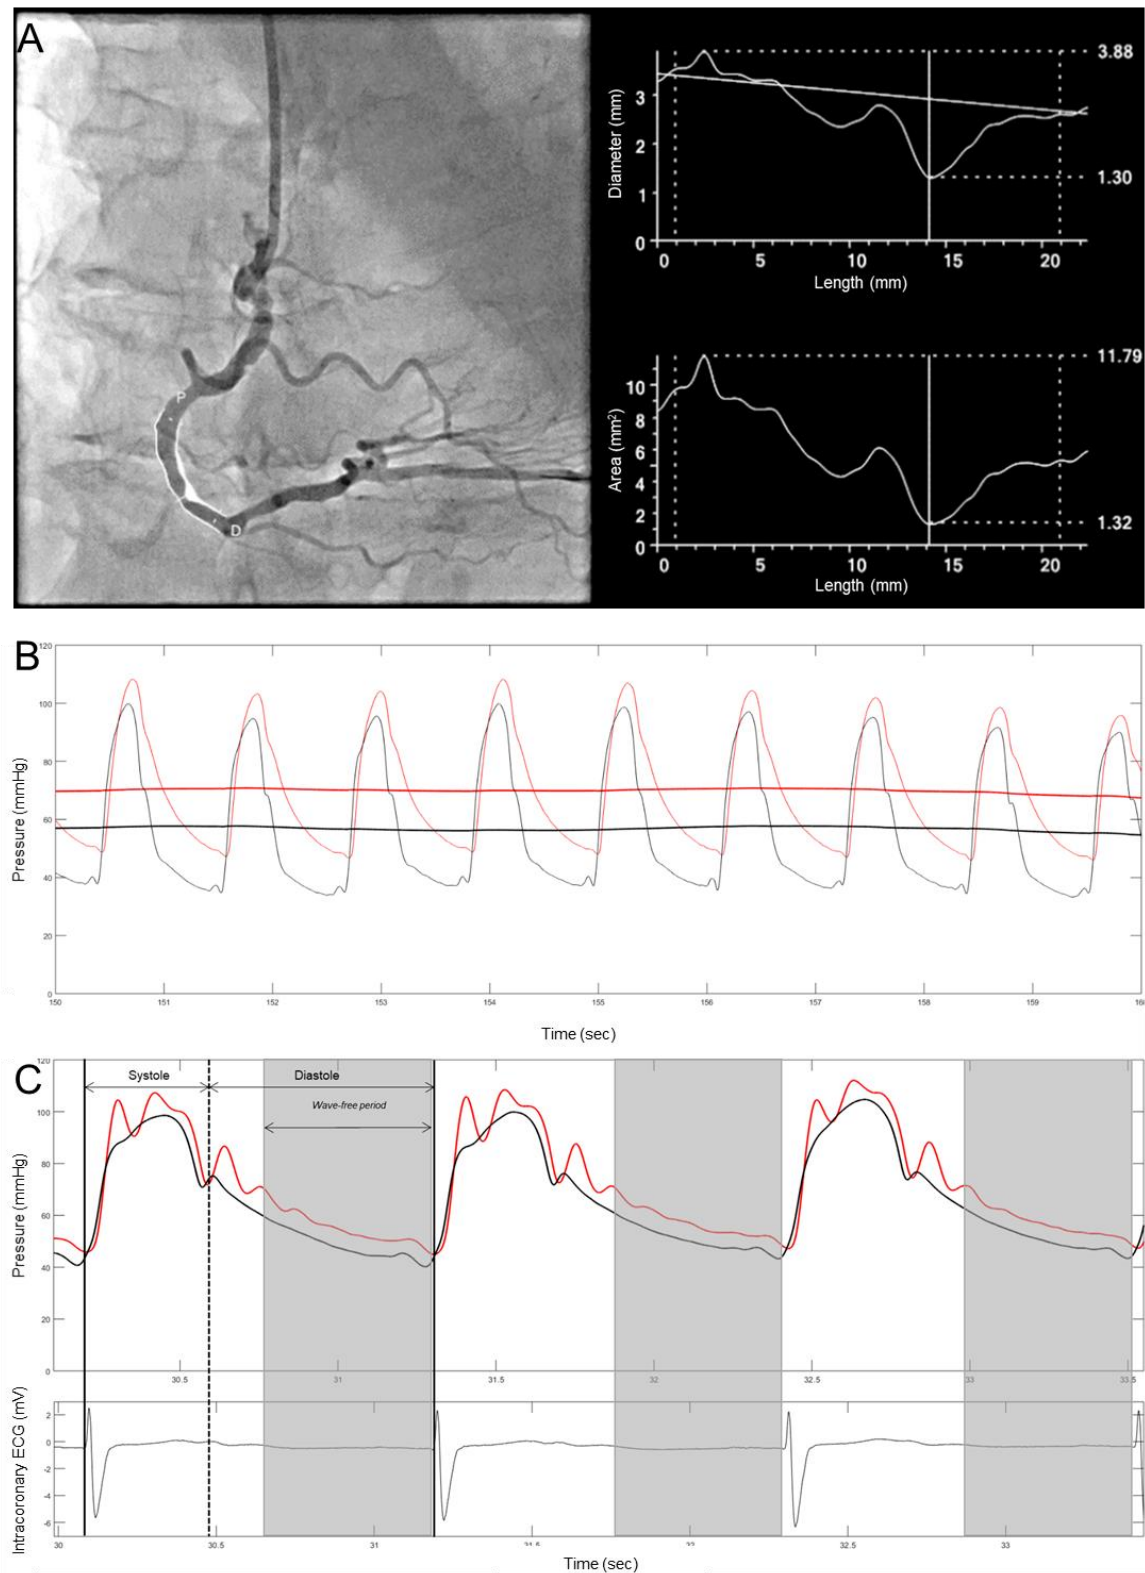 A
P
D
Diameter (mm)
3
2
1
0
3.88
1.30
0 5 10 15 20
Length (mm)
Area (mm²)
10
8
6
4
2
0
11.79
1.32
0 5 10 15 20
Length (mm)
B
Pressure (mmHg)
120
100
80
60
40
20
0
150 151 152 153 154 155 156 157 158 159 16
Time (sec)
C
Pressure (mmHg)
120
100
80
60
40
20
0
Systole Diastole
Wave-free period
30.5 31 31.5 32 32.5 33 33.5
Intracoronary ECG (mV)
2
0
-2
-4
-6
30 30.5 31 31.5 32 32.5 33
Time (sec)